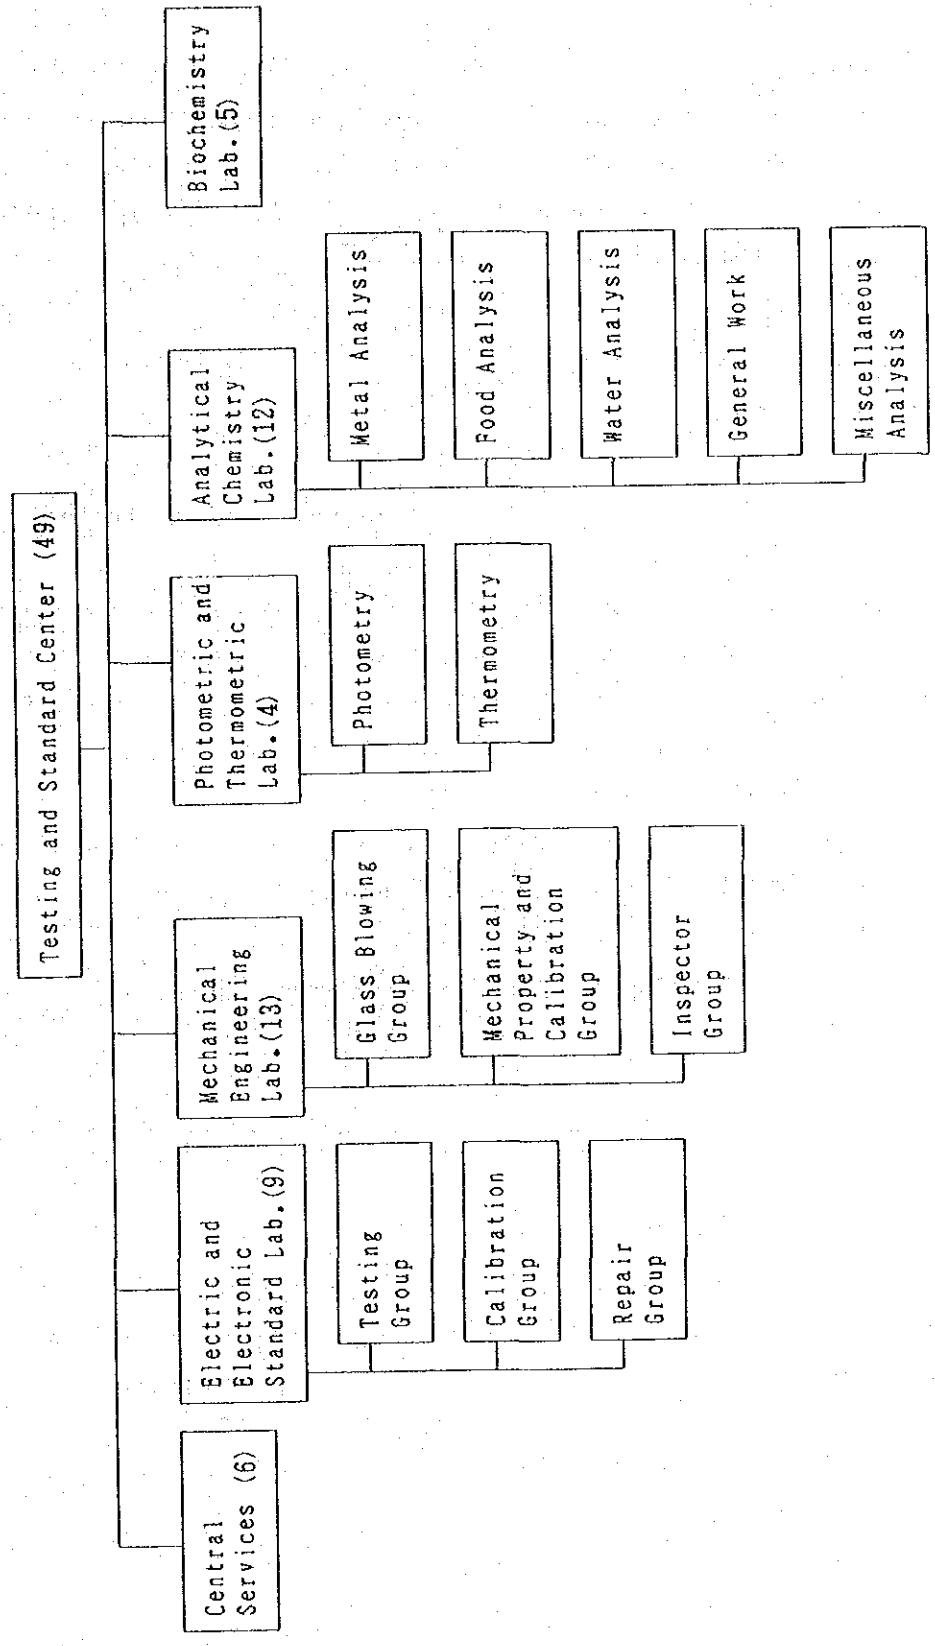 Testing and Standard Center (49)
Central
Services (6)
Electric and
Electronic
Standard Lab.(9)
Testing
Group
Calibration
Group
Repair
Group
Mechanical
Engineering
Lab.(13)
Glass Blowing
Group
Mechanical
Property and
Calibration
Group
Inspector
Group
Photometric and
Thermometric
Lab.(4)
Photometry
Thermometry
Analytical
Chemistry
Lab.(12)
Metal Analysis
Food Analysis
Water Analysis
General Work
Miscellaneous
Analysis
Biochemistry
Lab.(5)